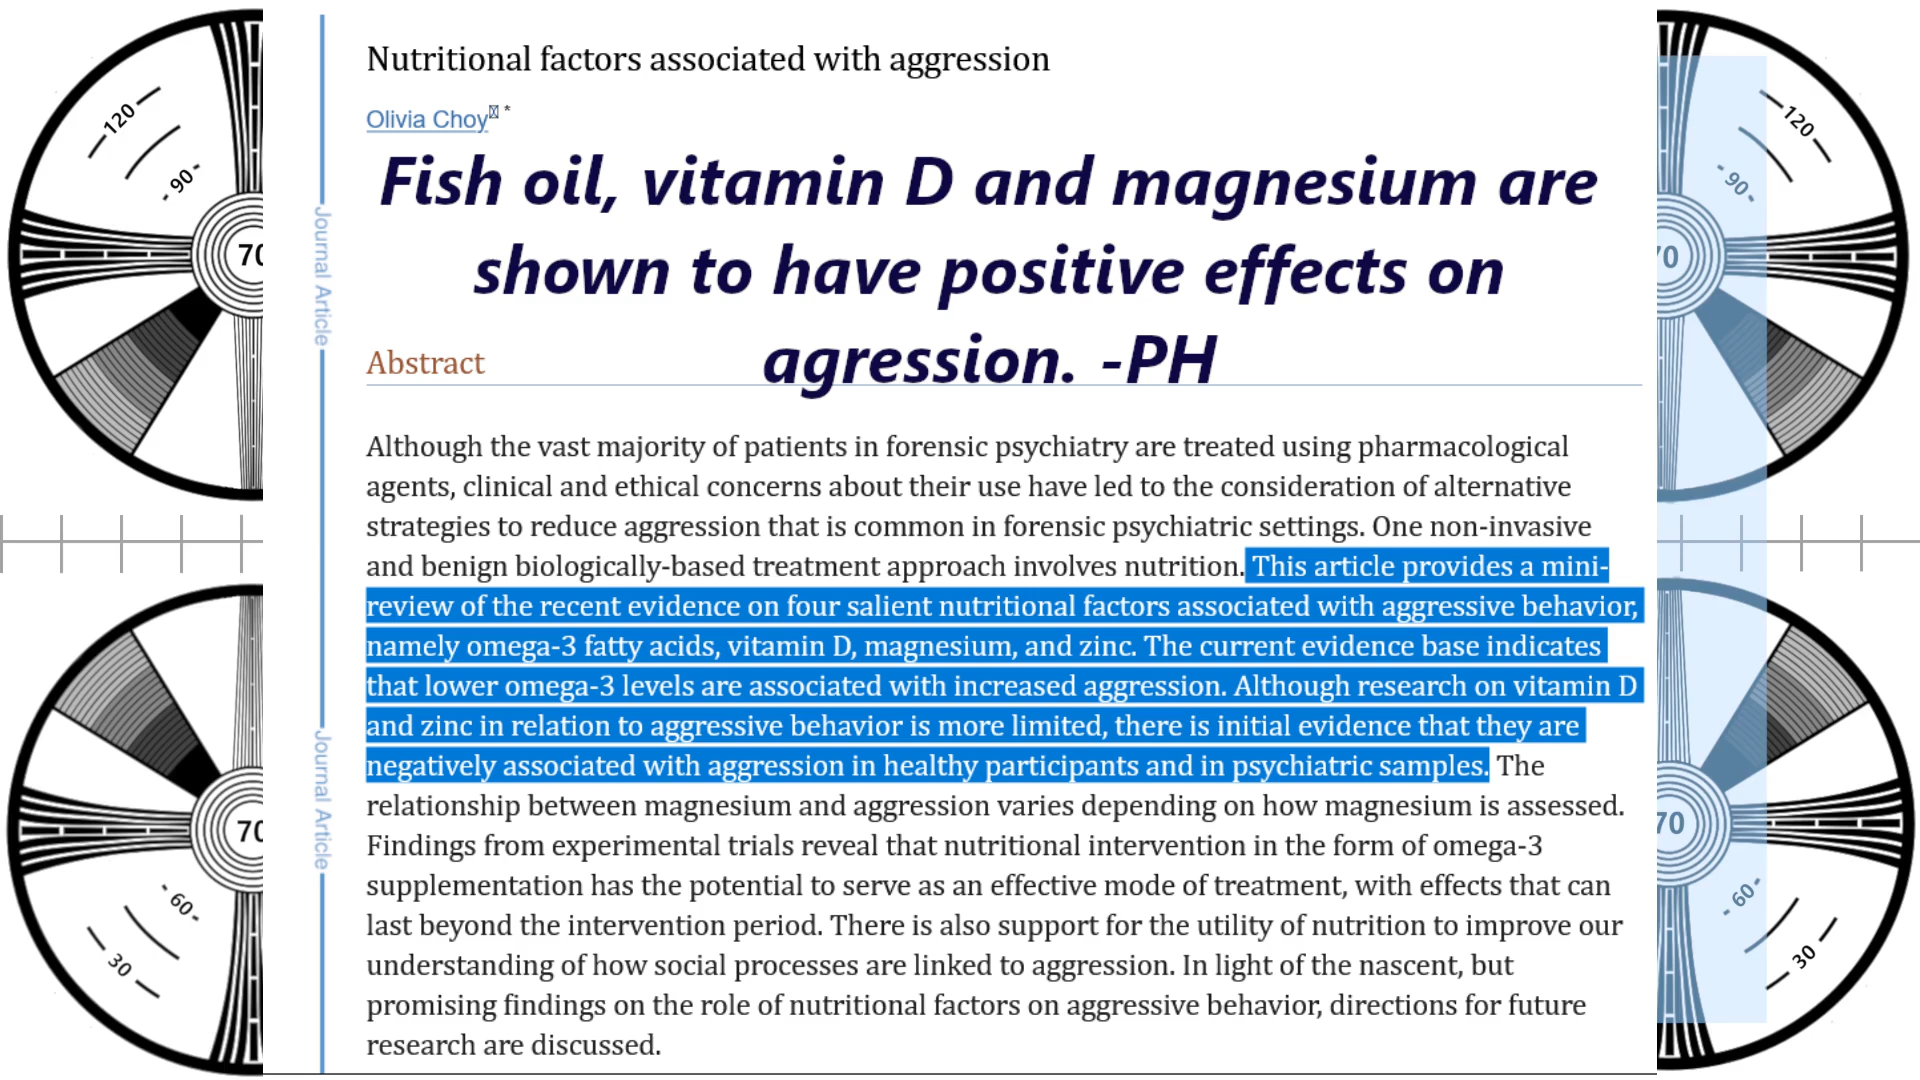 Nutritional factors associated with aggression
Olivia Choy *
Fish oil, vitamin D and magnesium are
shown to have positive effects on
agression. -PH
Abstract
Although the vast majority of patients in forensic psychiatry are treated using pharmacological
agents, clinical and ethical concerns about their use have led to the consideration of alternative
strategies to reduce aggression that is common in forensic psychiatric settings. One non-invasive
and benign biologically-based treatment approach involves nutrition. This article provides a mini-
review of the recent evidence on four salient nutritional factors associated with aggressive behavior,
namely omega-3 fatty acids, vitamin D, magnesium, and zinc. The current evidence base indicates
that lower omega-3 levels are associated with increased aggression. Although research on vitamin D
and zinc in relation to aggressive behavior is more limited, there is initial evidence that they are
negatively associated with aggression in healthy participants and in psychiatric samples. The
relationship between magnesium and aggression varies depending on how magnesium is assessed.
Findings from experimental trials reveal that nutritional intervention in the form of omega-3
supplementation has the potential to serve as an effective mode of treatment, with effects that can
last beyond the intervention period. There is also support for the utility of nutrition to improve our
understanding of how social processes are linked to aggression. In light of the nascent, but
promising findings on the role of nutritional factors on aggressive behavior, directions for future
research are discussed.
Journal Article
Journal Article
120
- 90 -
70
120
- 90 -
70
70
- 60 -
30
70
- 60 -
30